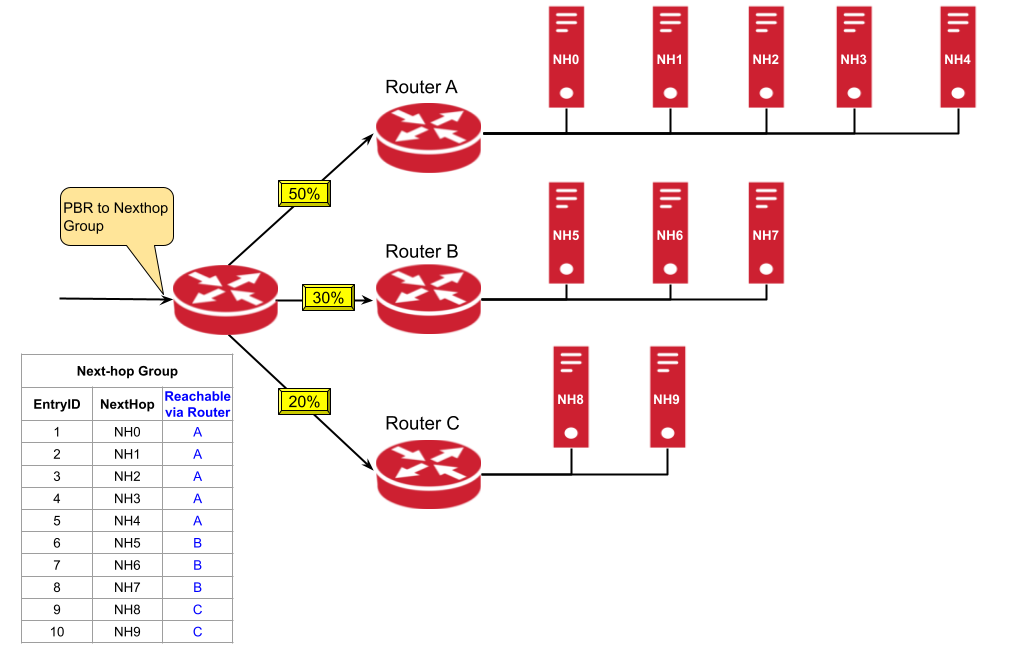 NH0
NH1
NH2
NH3
NH4
Router A
50%
PBR to Nexthop
Group
NH5
NH6
NH7
Router B
30%
Next-hop Group
EntryID NextHop Reachable
via Router
1 NH0 A
2 NH1 A
3 NH2 A
4 NH3 A
5 NH4 A
6 NH5 B
7 NH6 B
8 NH7 B
9 NH8 C
10 NH9 C
20%
Router C
NH8
NH9